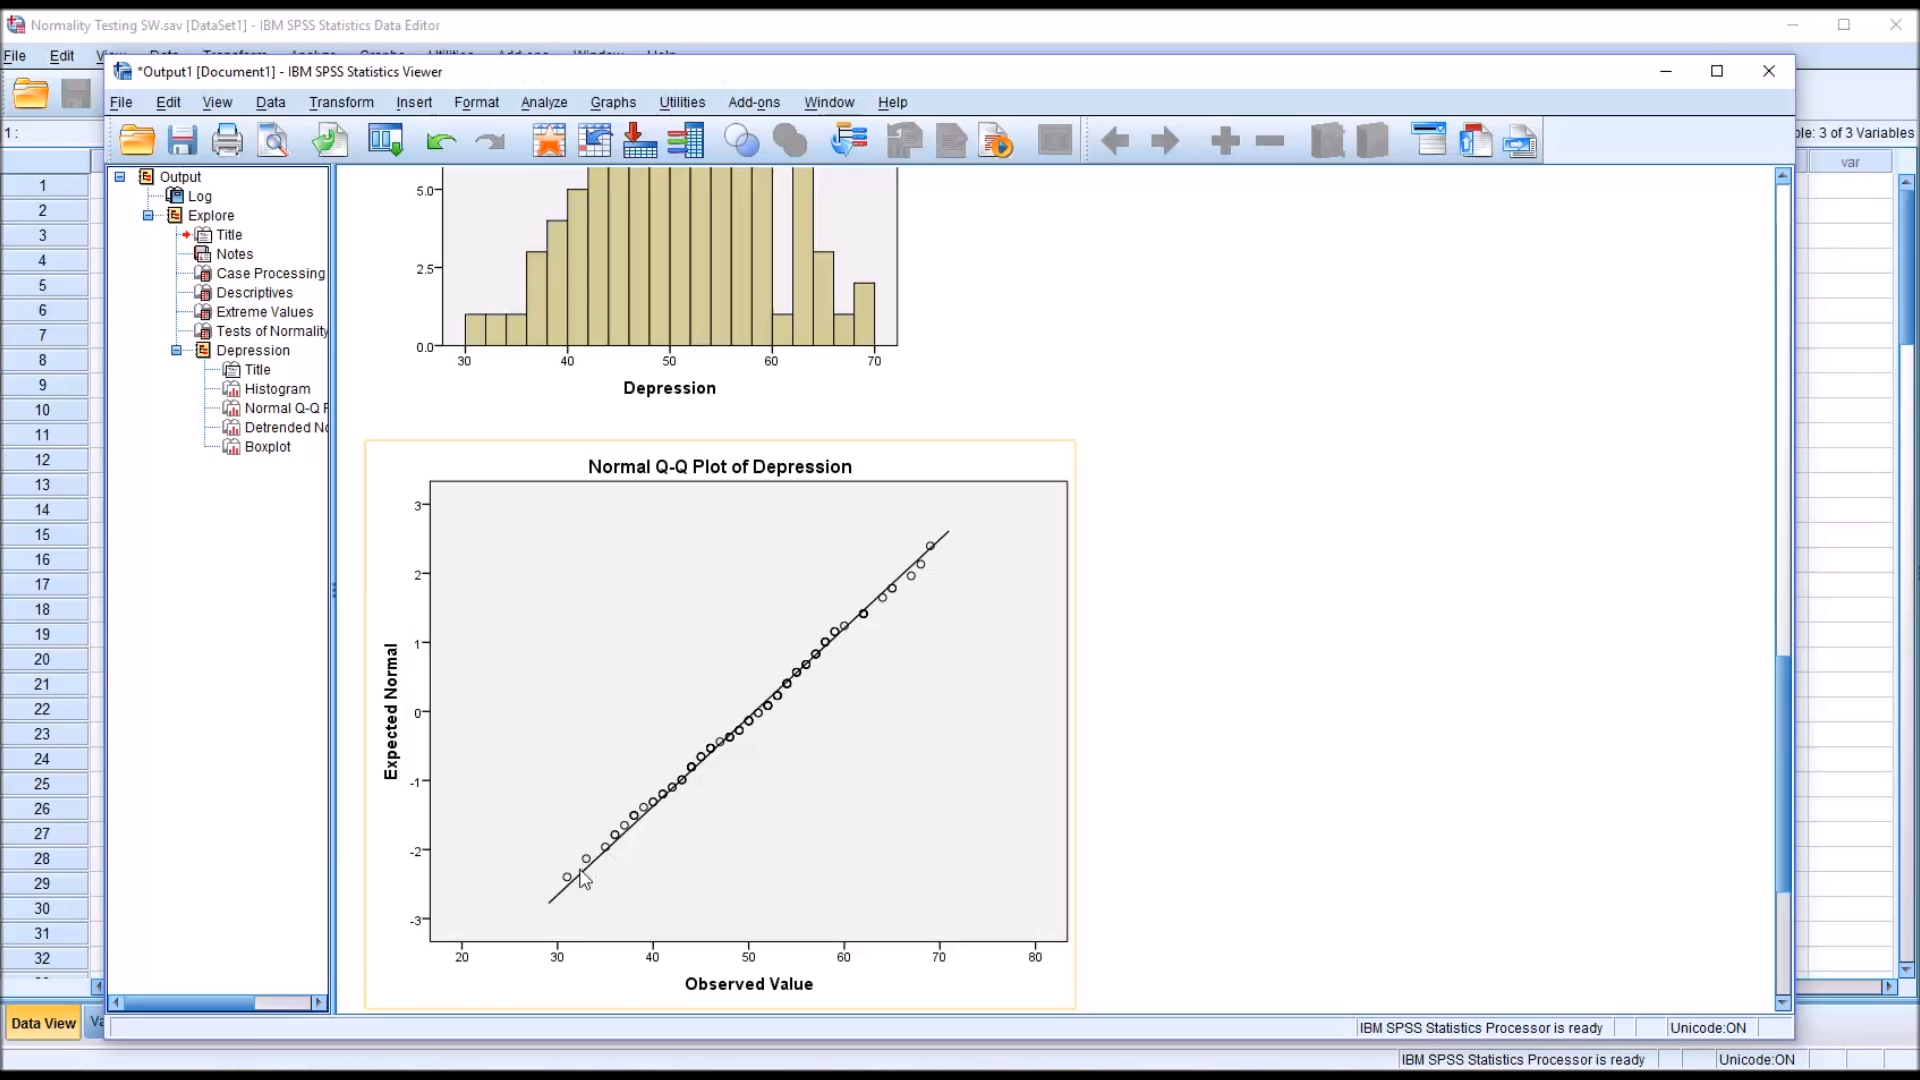 Normality Testing SW.sav [DataSet1] - IBM SPSS Statistics Data Editor
File Edit
*Output1 [Document1] - IBM SPSS Statistics Viewer
File Edit View Data Transform Insert Format Analyze Graphs Utilities Add-ons Window Help
1 :
ble: 3 of 3 Variables
var
1
2
3
4
5
6
7
8
9
10
11
12
13
14
15
16
17
18
19
20
21
22
23
24
25
26
27
28
29
30
31
32
Output
Log
Explore
Title
Notes
Case Processing
Descriptives
Extreme Values
Tests of Normality
Depression
Title
Histogram
Normal Q-Q P
Detrended No
Boxplot
5.0
2.5
0.0
30 40 50 60 70
Depression
Normal Q-Q Plot of Depression
Expected Normal
3
2
1
0
-1
-2
-3
20 30 40 50 60 70 80
Observed Value
Data View
Va
IBM SPSS Statistics Processor is ready Unicode:ON
IBM SPSS Statistics Processor is ready Unicode:ON